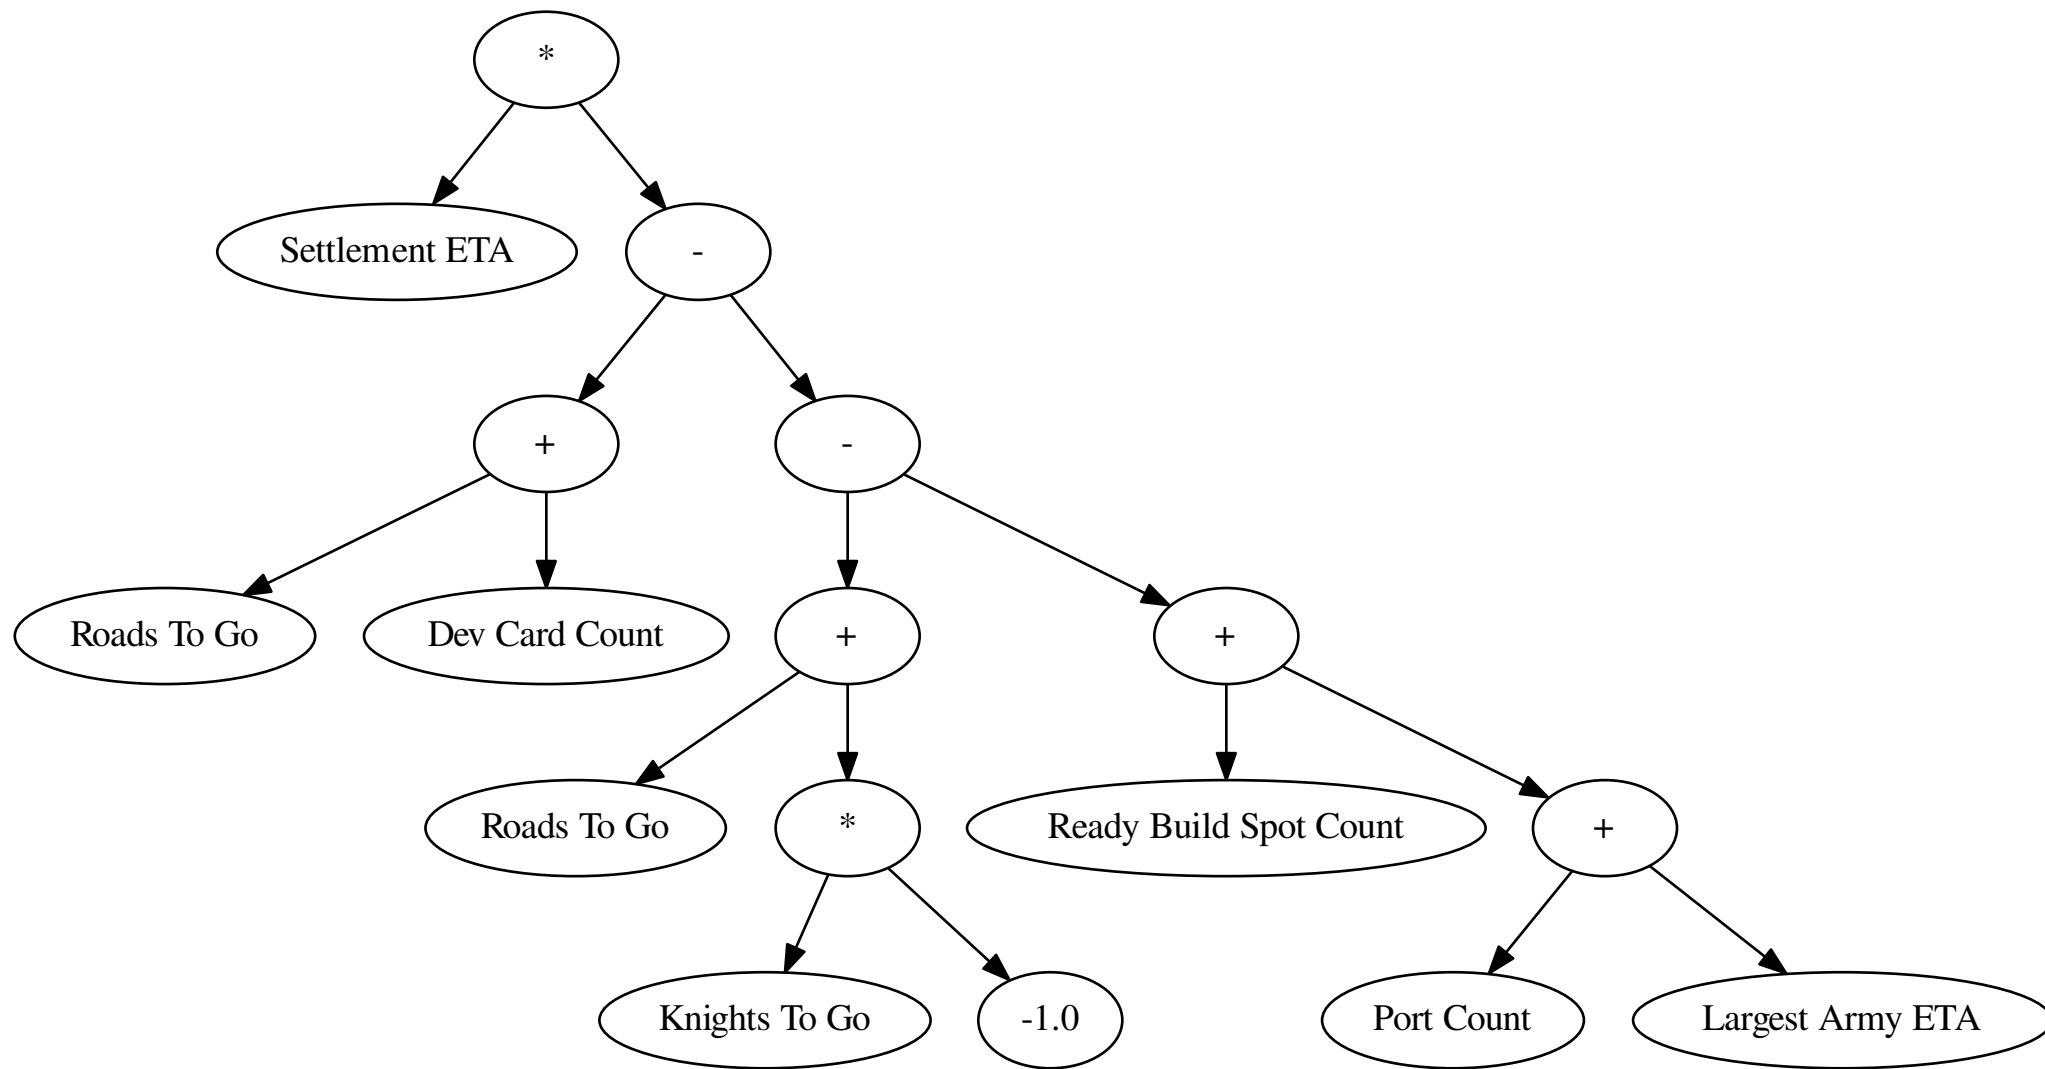 *
Settlement ETA
-
+
-
Roads To Go
Dev Card Count
+
+
Roads To Go
*
Ready Build Spot Count
+
Knights To Go
-1.0
Port Count
Largest Army ETA